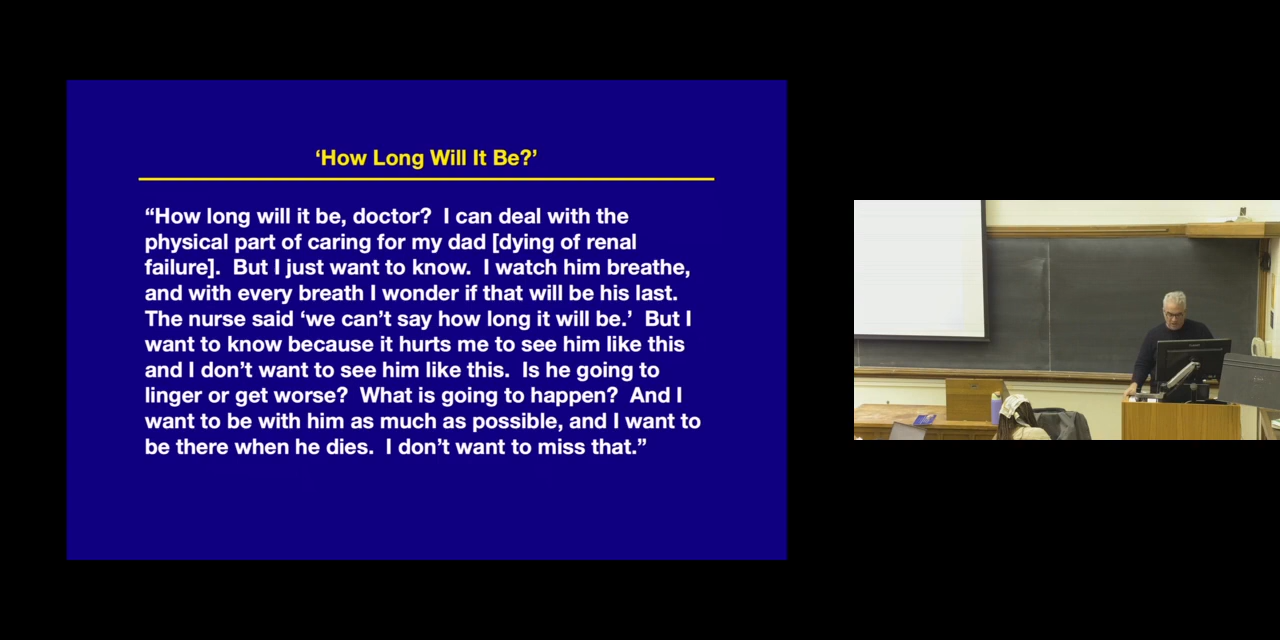 ‘How Long Will It Be?’
“How long will it be, doctor?  I can deal with the
physical part of caring for my dad [dying of renal
failure].  But I just want to know.  I watch him breathe,
and with every breath I wonder if that will be his last.
The nurse said ‘we can’t say how long it will be.’  But I
want to know because it hurts me to see him like this
and I don’t want to see him like this.  Is he going to
linger or get worse?  What is going to happen?  And I
want to be with him as much as possible, and I want to
be there when he dies.  I don’t want to miss that.”